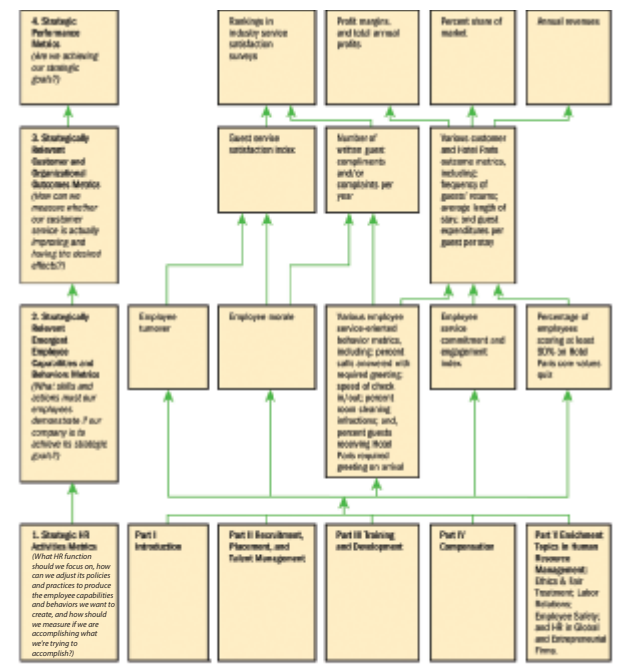 4. Strategic
Performance
Metrics
(Are we achieving
our strategic
goals?)
Rankings in
industry service
satisfaction
surveys
Profit margins,
and total annual
profits
Percent share of
market
Annual revenues
3. Strategically
Relevant
Customer and
Organizational
Outcomes Metrics
(How can we
measure whether
our customer
service is actually
improving and
having the desired
effects?)
Guest service
satisfaction index
Number of
written guest
compliments
and/or
complaints per
year
Various customer
and Hotel Paris
outcome metrics,
including: frequency of
guests' returns;
average length of
stay; and guest
expenditures per
guest per stay
2. Strategically
Relevant
Emergent
Employee
Capabilities and
Behaviors Metrics
(What skills and
actions must our
employees
demonstrate if our
company is to
achieve its strategic
goals?)
Employee
turnover
Employee morale
Various employee
service-oriented
behavior metrics,
including; percent
calls answered with
required greeting;
speed of check
in/out; percent
room cleaning
infractions; and,
percent guests
receiving Hotel
Paris required
greeting on arrival
Employee
service
commitment and
engagement
index
Percentage of
employees
scoring at least
90% on Hotel
Paris core values
quiz
1. Strategic HR
Activities Metrics
(What HR function
should we focus on, how
can we adjust its policies
and practices to produce
the employee capabilities
and behaviors we want to
create, and how should
we measure if we are
accomplishing what
we're trying to
accomplish?)
Part I
Introduction
Part II Recruitment,
Placement, and
Talent Management
Part III Training
and Development
Part IV
Compensation
Part V Enrichment
Topics in Human
Resource
Management:
Ethics & Fair
Treatment; Labor
Relations;
Employee Safety;
and HR in Global
and Entrepreneurial
Firms.